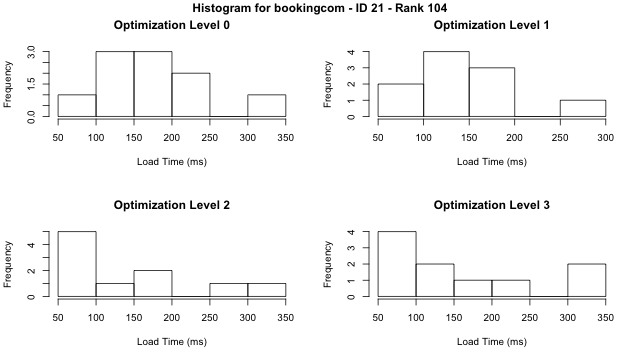 Histogram for bookingcom - ID 21 - Rank 104
Optimization Level 0
Frequency
0.0 1.5 3.0
50 100 150 200 250 300 350
Load Time (ms)
Optimization Level 1
Frequency
0 1 2 3 4
50 100 150 200 250 300
Load Time (ms)
Optimization Level 2
Frequency
0 2 4
50 100 150 200 250 300 350
Load Time (ms)
Optimization Level 3
Frequency
0 1 2 3 4
50 100 150 200 250 300 350
Load Time (ms)